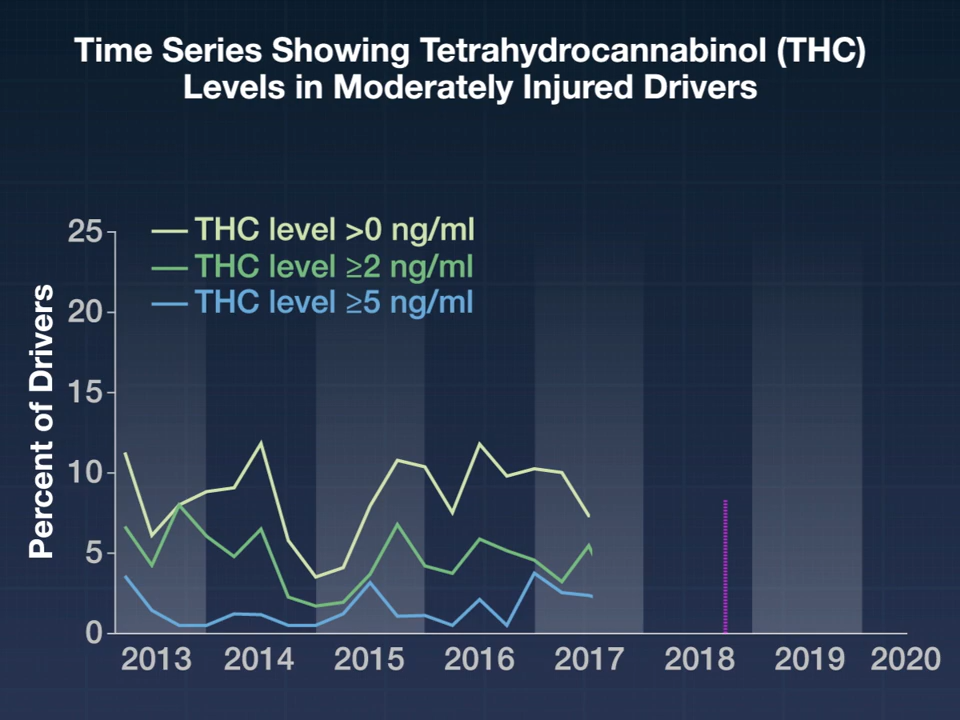 Time Series Showing Tetrahydrocannabinol (THC)
Levels in Moderately Injured Drivers
THC level >0 ng/ml
THC level ≥2 ng/ml
THC level ≥5 ng/ml
Percent of Drivers
25
20
15
10
5
0
2013 2014 2015 2016 2017 2018 2019 2020